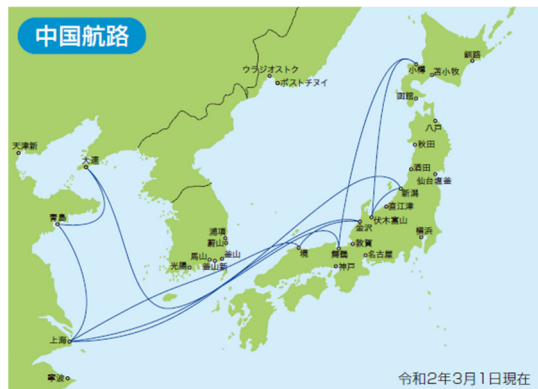 中国航路
ウラジオストク
ポストチヌイ
小樽
釧路
苫小牧
函館
八戸
秋田
天津新
大連
酒田
仙台塩釜
新潟
直江津
青島
伏木富山
金沢
浦項
蔚山
横浜
敦賀
境
舞鶴
名古屋
馬山
釜山
光陽
釜山新
神戸
上海
寧波
令和2年3月1日現在